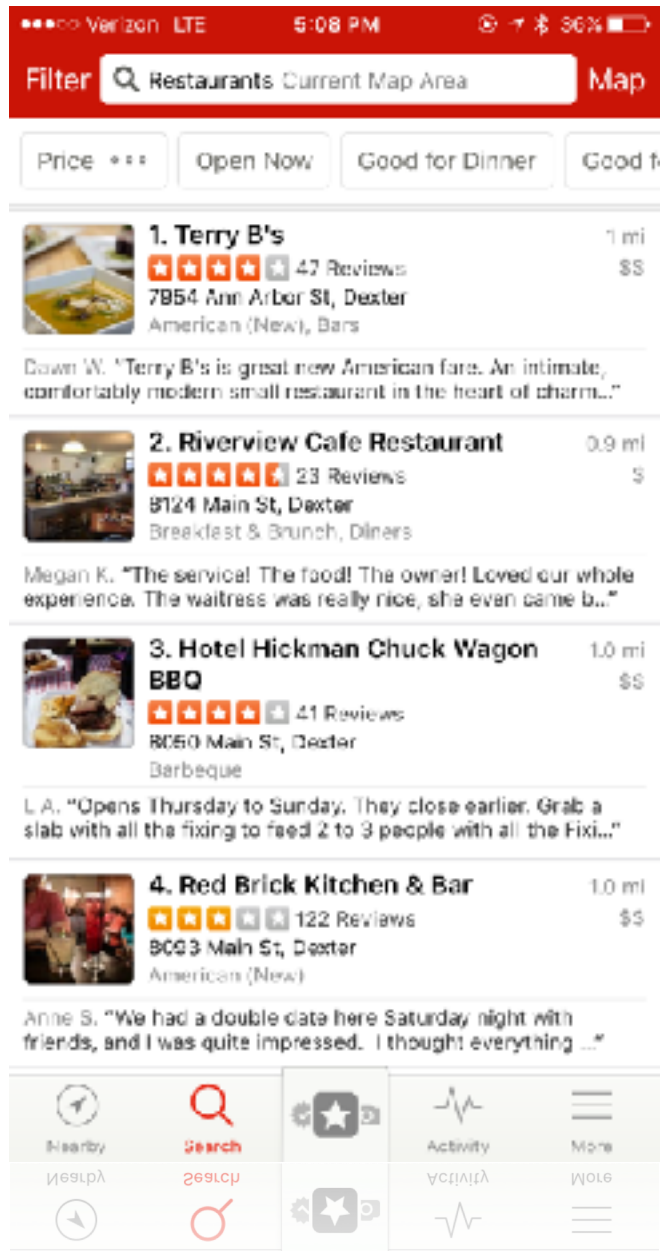 Verizon LTE 5:08 PM 36%
Filter Restaurants Current Map Area Map
Price Open Now Good for Dinner Good f
1. Terry B's 1 mi
47 Reviews $$
7954 Ann Arbor St, Dexter
American (New), Bars
Dawn W. "Terry B's is great new American fare. An intimate,
comfortably modern small restaurant in the heart of charm..."
2. Riverview Cafe Restaurant 0.9 mi
23 Reviews $
8124 Main St, Dexter
Breakfast & Brunch, Diners
Megan K. "The service! The food! The owner! Loved our whole
experience. The waitress was really nice, she even came b..."
3. Hotel Hickman Chuck Wagon 1.0 mi
BBQ $$
41 Reviews
8050 Main St, Dexter
Barbeque
L A. "Opens Thursday to Sunday. They close earlier. Grab a
slab with all the fixing to feed 2 to 3 people with all the Fixi..."
4. Red Brick Kitchen & Bar 1.0 mi
122 Reviews $$
8093 Main St, Dexter
American (New)
Anne S. "We had a double date here Saturday night with
friends, and I was quite impressed. I thought everything ..."
Nearby Search Activity More
Nearby Search Activity More